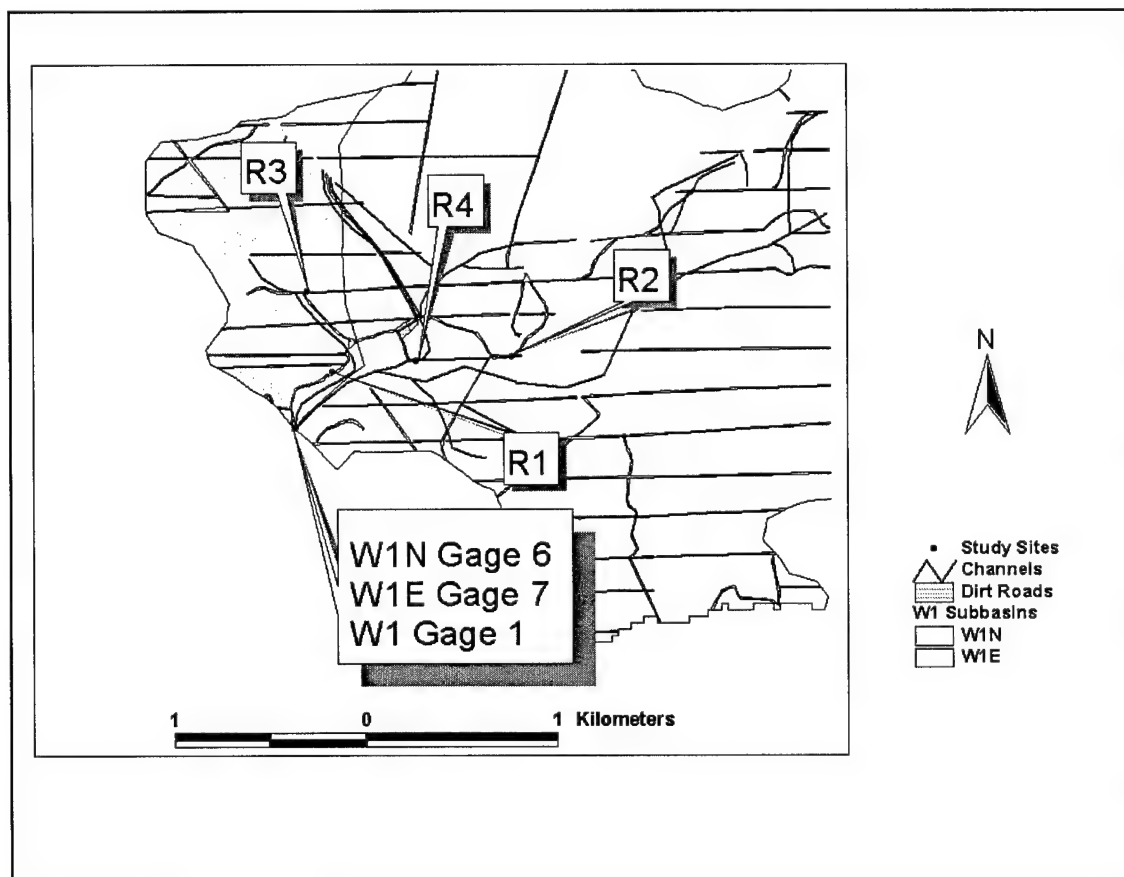 R3
R4
R2
R1
W1N Gage 6
W1E Gage 7
W1 Gage 1
1 0 1 Kilometers
N
Study Sites
Channels
Dirt Roads
W1 Subbasins
W1N
W1E